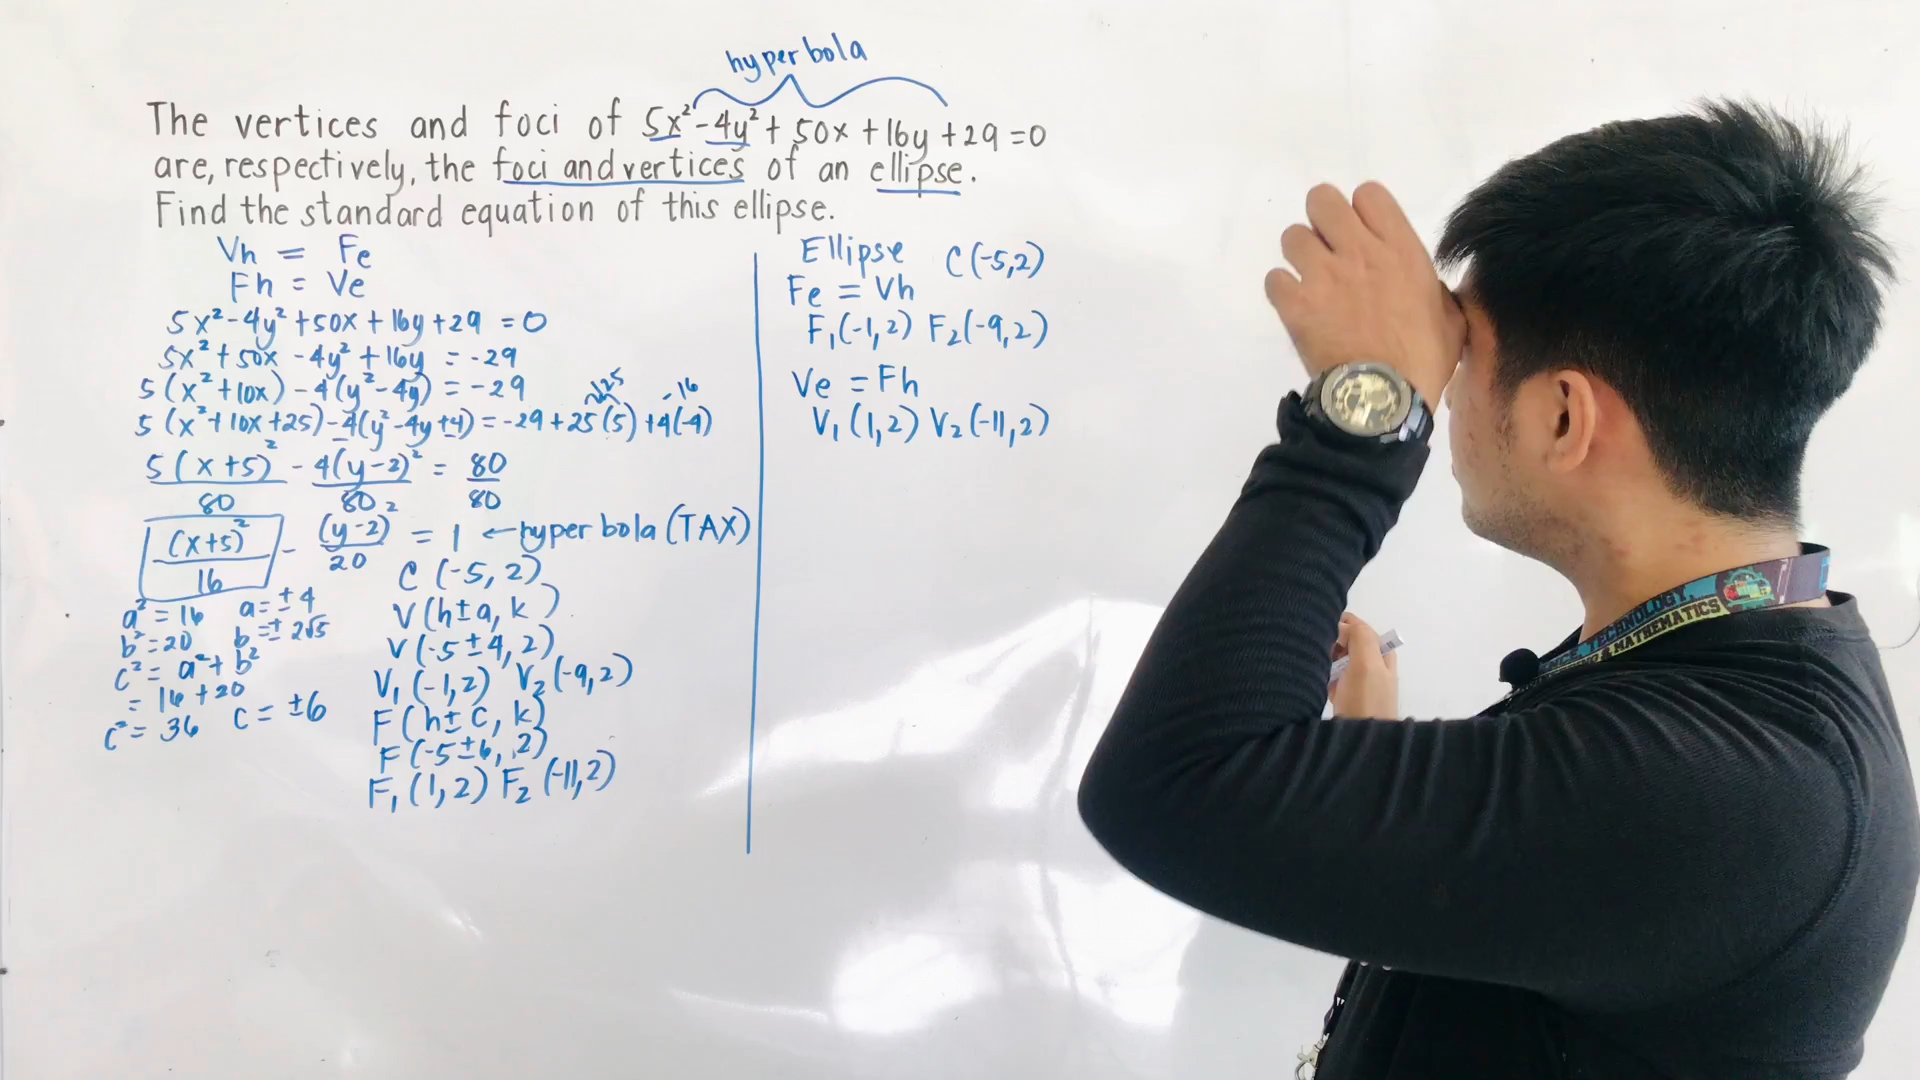 hyperbola
The vertices and foci of 5x²-4y²+50x+16y+29=0
are, respectively, the foci and vertices of an ellipse.
Find the standard equation of this ellipse.
Vh = Fe
Fh = Ve
5x²-4y²+50x+16y+29=0
5x²+50x-4y²+16y=-29
5(x²+10x)-4(y²-4y)=-29
125 -16
5(x²+10x+25)-4(y²-4y+4)=-29+25(5)+4(-4)
5(x+5)²/80 - 4(y-2)²/80 = 80/80
(x+5)²/16 - (y-2)²/20 = 1 ← hyperbola (TAX)
a²=16 a=±4
b²=20 b=±2√5
c²=a²+b²
=16+20
c²=36 c=±6
C(-5,2)
V(h±a,k)
V(-5±4,2)
V₁(-1,2) V₂(-9,2)
F(h±c,k)
F(-5±6,2)
F₁(1,2) F₂(-11,2)
Ellipse C(-5,2)
Fe=Vh
F₁(-1,2) F₂(-9,2)
Ve=Fh
V₁(1,2) V₂(-11,2)
TECHNOLOGY,
& MATHEMATICS